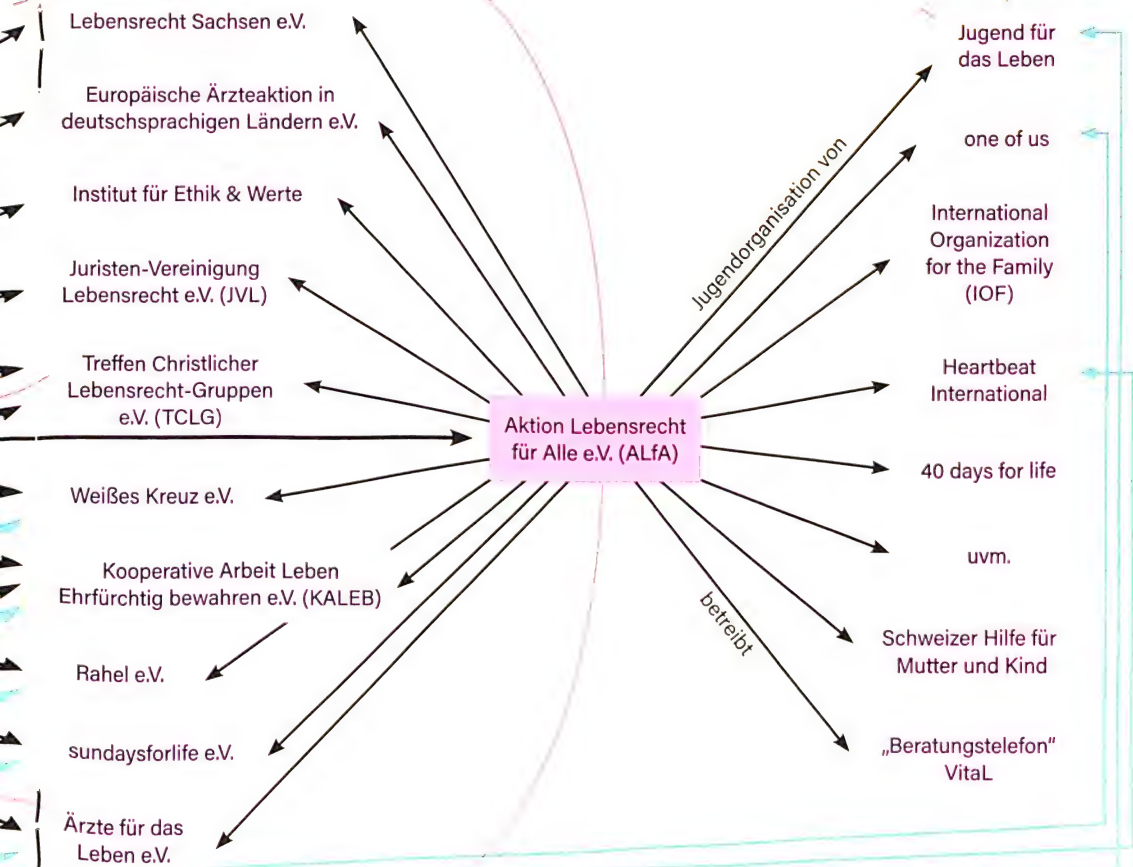 Lebensrecht Sachsen e.V.
Europäische Ärzteaktion in
deutschsprachigen Ländern e.V.
Institut für Ethik & Werte
Juristen-Vereinigung
Lebensrecht e.V. (JVL)
Treffen Christlicher
Lebensrecht-Gruppen
e.V. (TCLG)
Weißes Kreuz e.V.
Kooperative Arbeit Leben
Ehrfürchtig bewahren e.V. (KALEB)
Rahel e.V.
sundaysforlife e.V.
Ärzte für das
Leben e.V.
Aktion Lebensrecht
für Alle e.V. (ALfA)
Jugendorganisation von
betreibt
Jugend für
das Leben
one of us
International
Organization
for the Family
(IOF)
Heartbeat
International
40 days for life
uvm.
Schweizer Hilfe für
Mutter und Kind
„Beratungstelefon“
VitaL